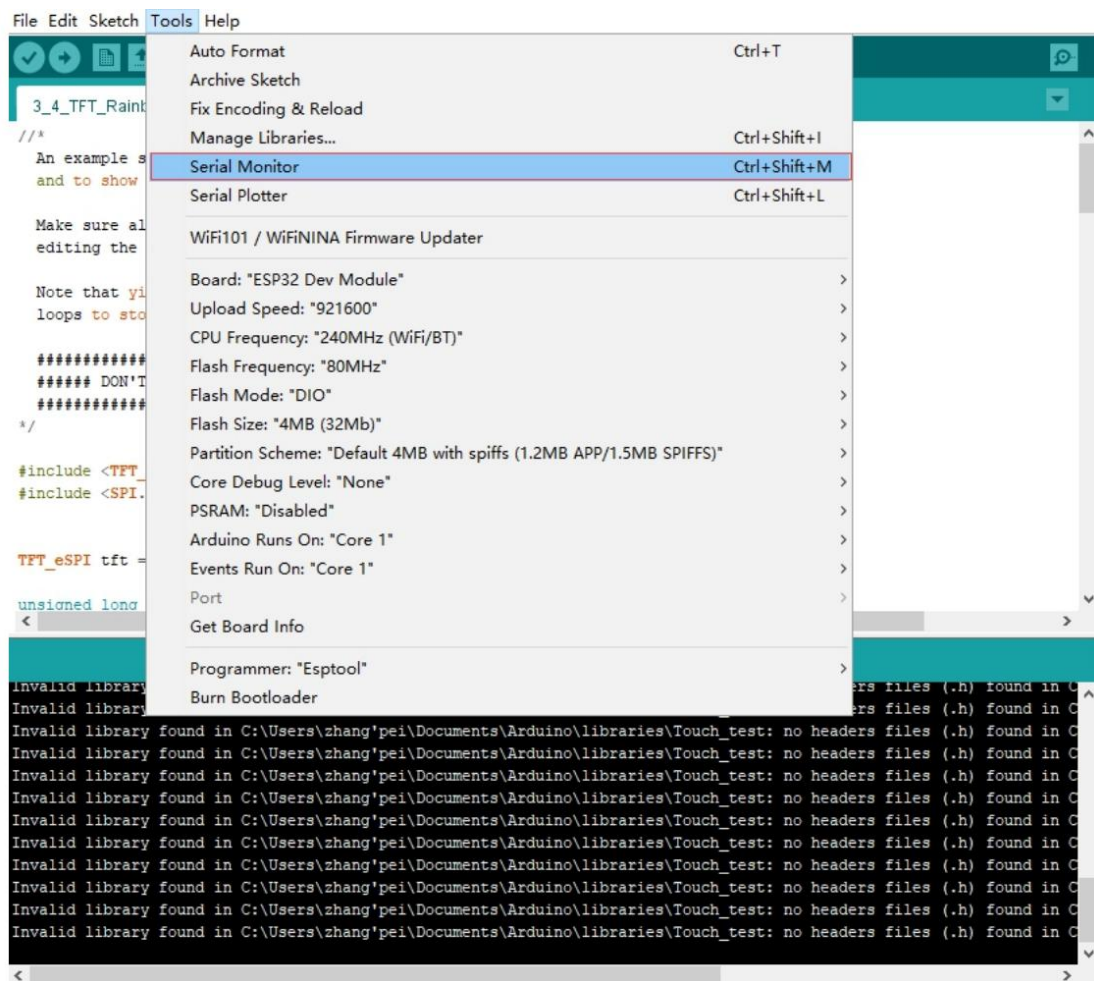 File Edit Sketch Tools Help
Auto Format Ctrl+T
Archive Sketch
3_4_TFT_Rainb
Fix Encoding & Reload
//*
Manage Libraries... Ctrl+Shift+I
An example s
Serial Monitor Ctrl+Shift+M
and to show
Serial Plotter Ctrl+Shift+L
Make sure al
WiFi101 / WiFiNINA Firmware Updater
editing the
Board: "ESP32 Dev Module"
Note that yi
Upload Speed: "921600"
loops to sto
CPU Frequency: "240MHz (WiFi/BT)"
#############
Flash Frequency: "80MHz"
###### DON'T
Flash Mode: "DIO"
#############
*/
Flash Size: "4MB (32Mb)"
Partition Scheme: "Default 4MB with spiffs (1.2MB APP/1.5MB SPIFFS)"
#include <TFT_
Core Debug Level: "None"
#include <SPI.
PSRAM: "Disabled"
Arduino Runs On: "Core 1"
TFT_eSPI tft =
Events Run On: "Core 1"
Port
unsigned long
Get Board Info
Programmer: "Esptool"
Burn Bootloader
Invalid library ers files (.h) found in C
Invalid library ers files (.h) found in C
Invalid library found in C:\Users\zhang'pei\Documents\Arduino\libraries\Touch_test: no headers files (.h) found in C
Invalid library found in C:\Users\zhang'pei\Documents\Arduino\libraries\Touch_test: no headers files (.h) found in C
Invalid library found in C:\Users\zhang'pei\Documents\Arduino\libraries\Touch_test: no headers files (.h) found in C
Invalid library found in C:\Users\zhang'pei\Documents\Arduino\libraries\Touch_test: no headers files (.h) found in C
Invalid library found in C:\Users\zhang'pei\Documents\Arduino\libraries\Touch_test: no headers files (.h) found in C
Invalid library found in C:\Users\zhang'pei\Documents\Arduino\libraries\Touch_test: no headers files (.h) found in C
Invalid library found in C:\Users\zhang'pei\Documents\Arduino\libraries\Touch_test: no headers files (.h) found in C
Invalid library found in C:\Users\zhang'pei\Documents\Arduino\libraries\Touch_test: no headers files (.h) found in C
Invalid library found in C:\Users\zhang'pei\Documents\Arduino\libraries\Touch_test: no headers files (.h) found in C
Invalid library found in C:\Users\zhang'pei\Documents\Arduino\libraries\Touch_test: no headers files (.h) found in C